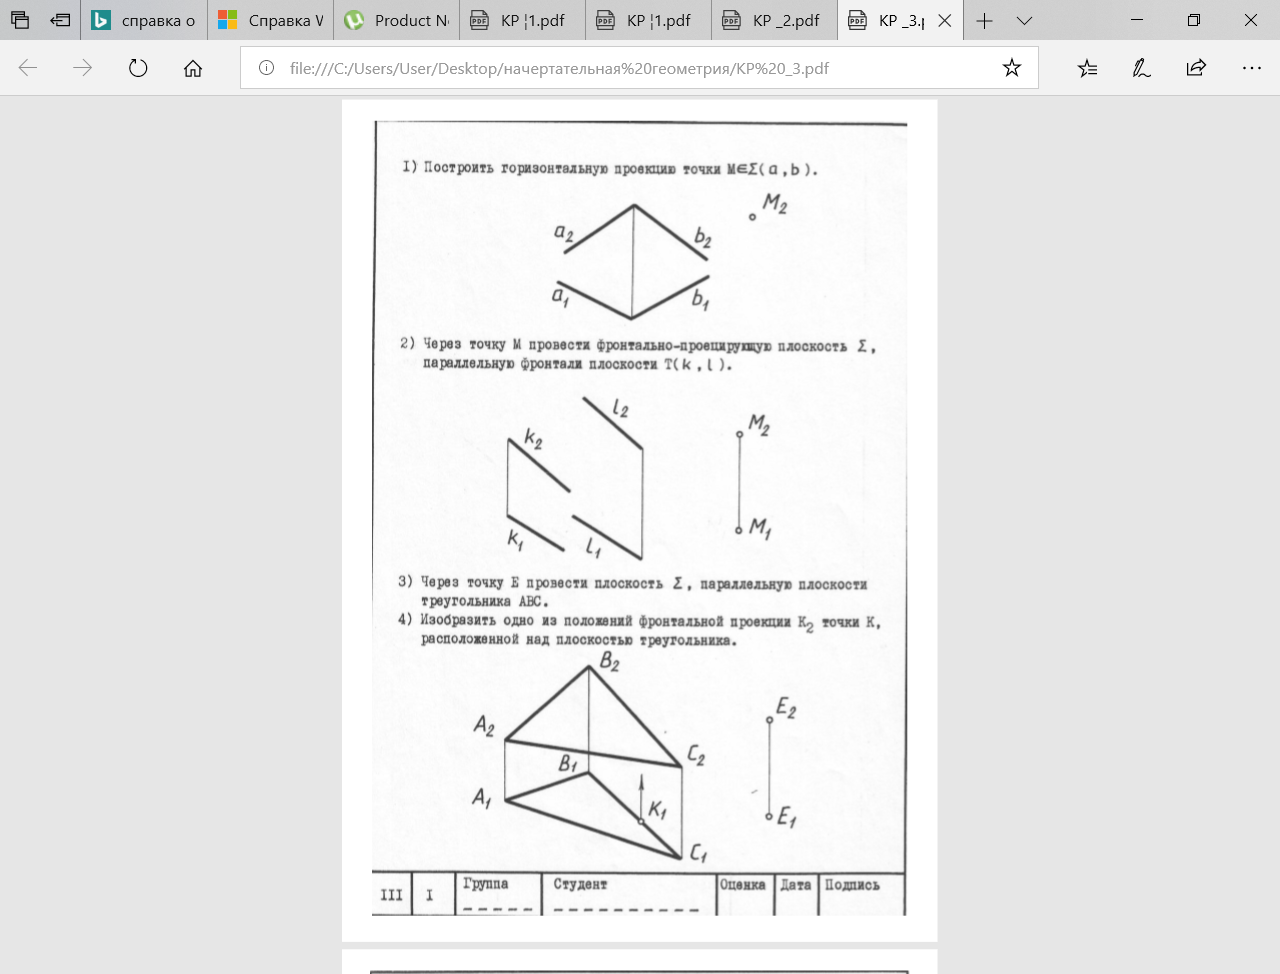 справка о
Справка W
Product Ne
КР ¦1.pdf
КР ¦1.pdf
КР _2.pdf
КР _3.p
file:///C:/Users/User/Desktop/начертательная%20геометрия/КР%20_3.pdf
I) Построить горизонтальную проекцию точки M∈Σ(a,b).
M2
a2
b2
a1
b1
2) Через точку М провести фронтально-проецирующую плоскость Σ,
параллельную фронтали плоскости Т(k,l).
l2
k2
M2
k1
l1
M1
3) Через точку Е провести плоскость Σ, параллельную плоскости
треугольника АВС.
4) Изобразить одно из положений фронтальной проекции К2 точки К,
расположенной над плоскостью треугольника.
B2
A2
E2
C2
B1
A1
K1
E1
C1
III I Группа Студент Оценка Дата Подпись